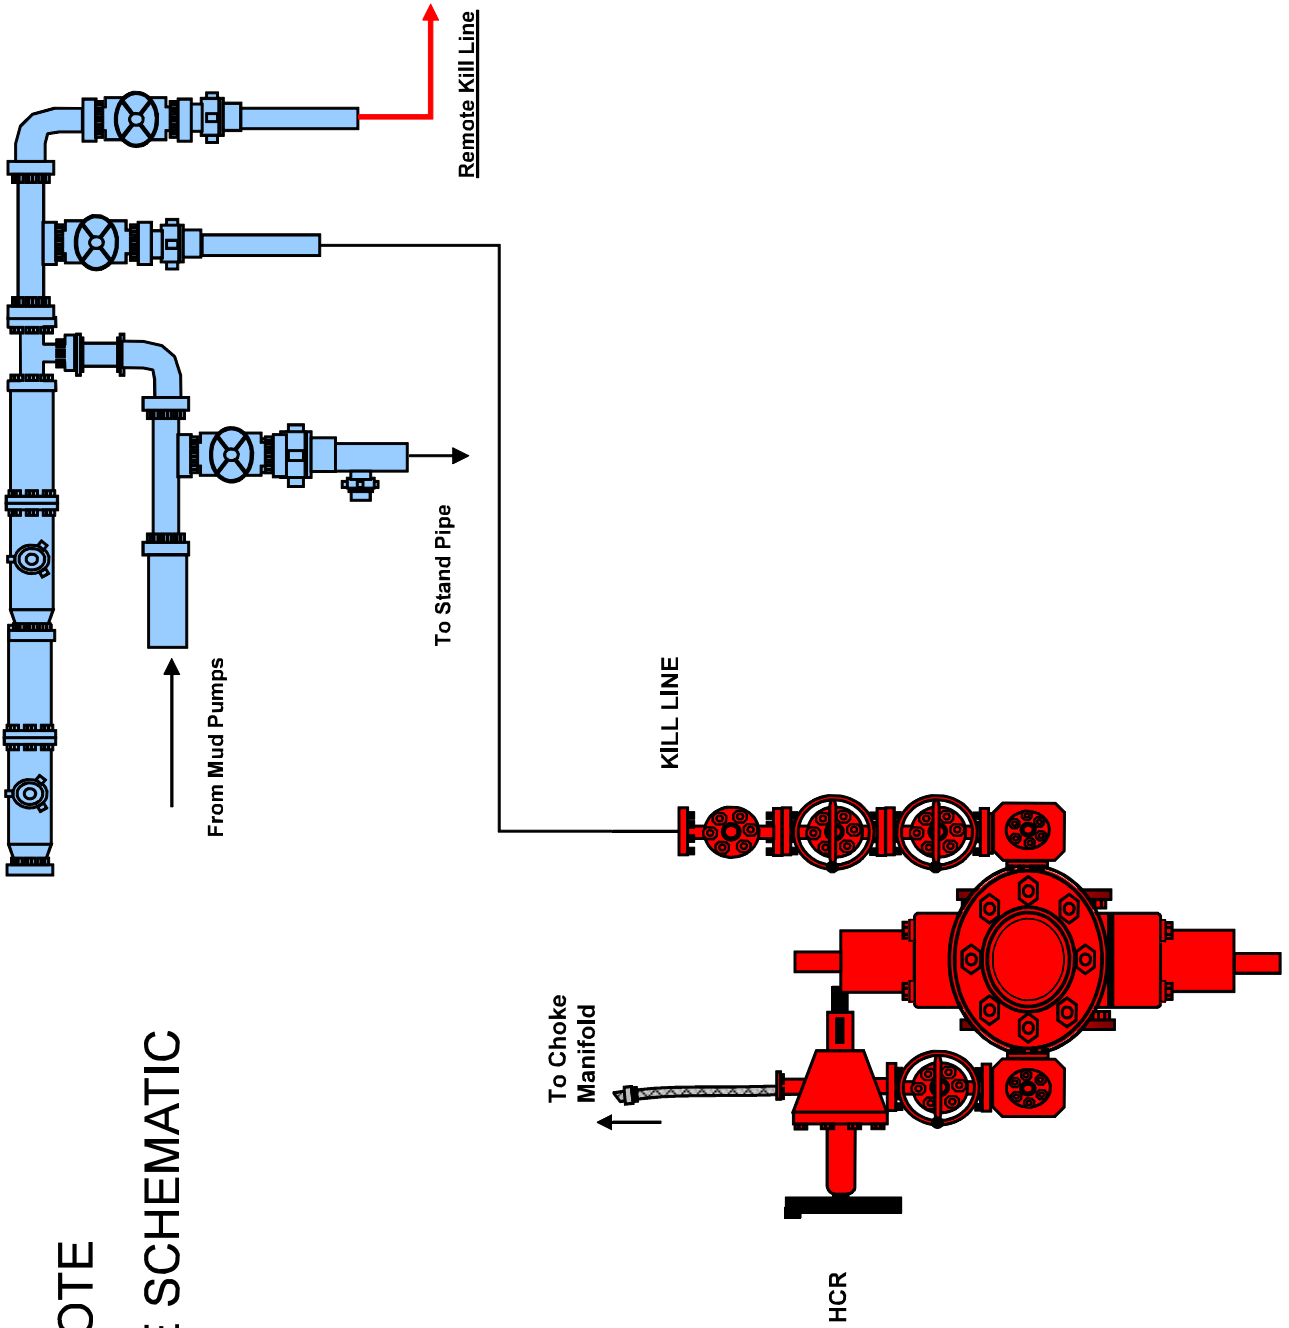 OTE
E SCHEMATIC
Remote Kill Line
To Stand Pipe
From Mud Pumps
KILL LINE
To Choke
Manifold
HCR